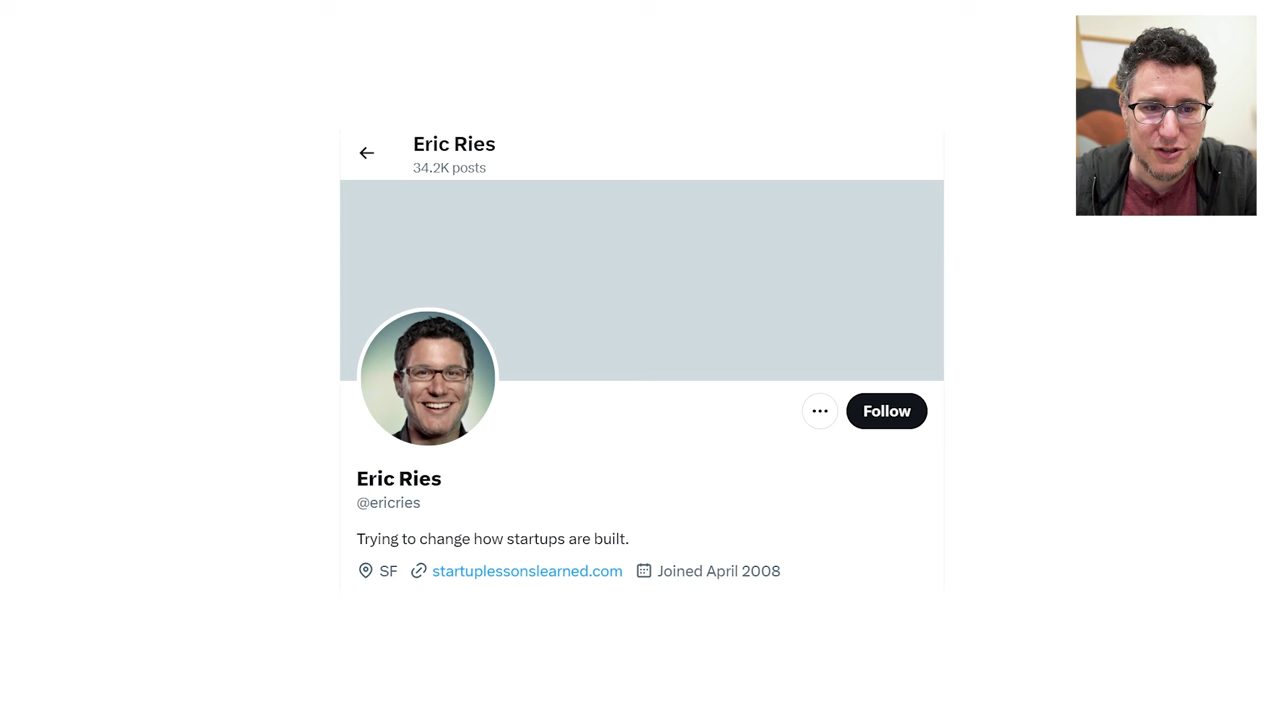 Eric Ries
34.2K posts
Follow
Eric Ries
@ericries
Trying to change how startups are built.
SF startuplessonslearned.com Joined April 2008